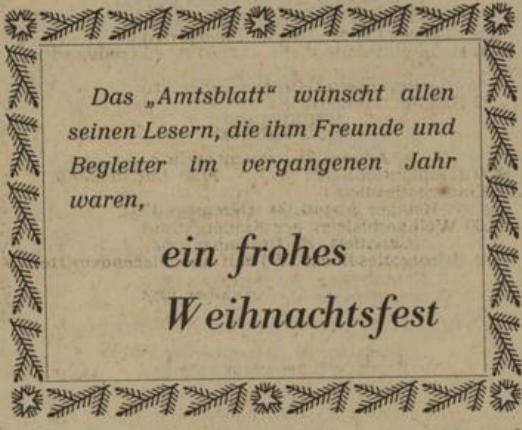 Das „Amtsblatt“ wünscht allen
seinen Lesern, die ihm Freunde und
Begleiter im vergangenen Jahr
waren,
ein frohes
Weihnachtsfest